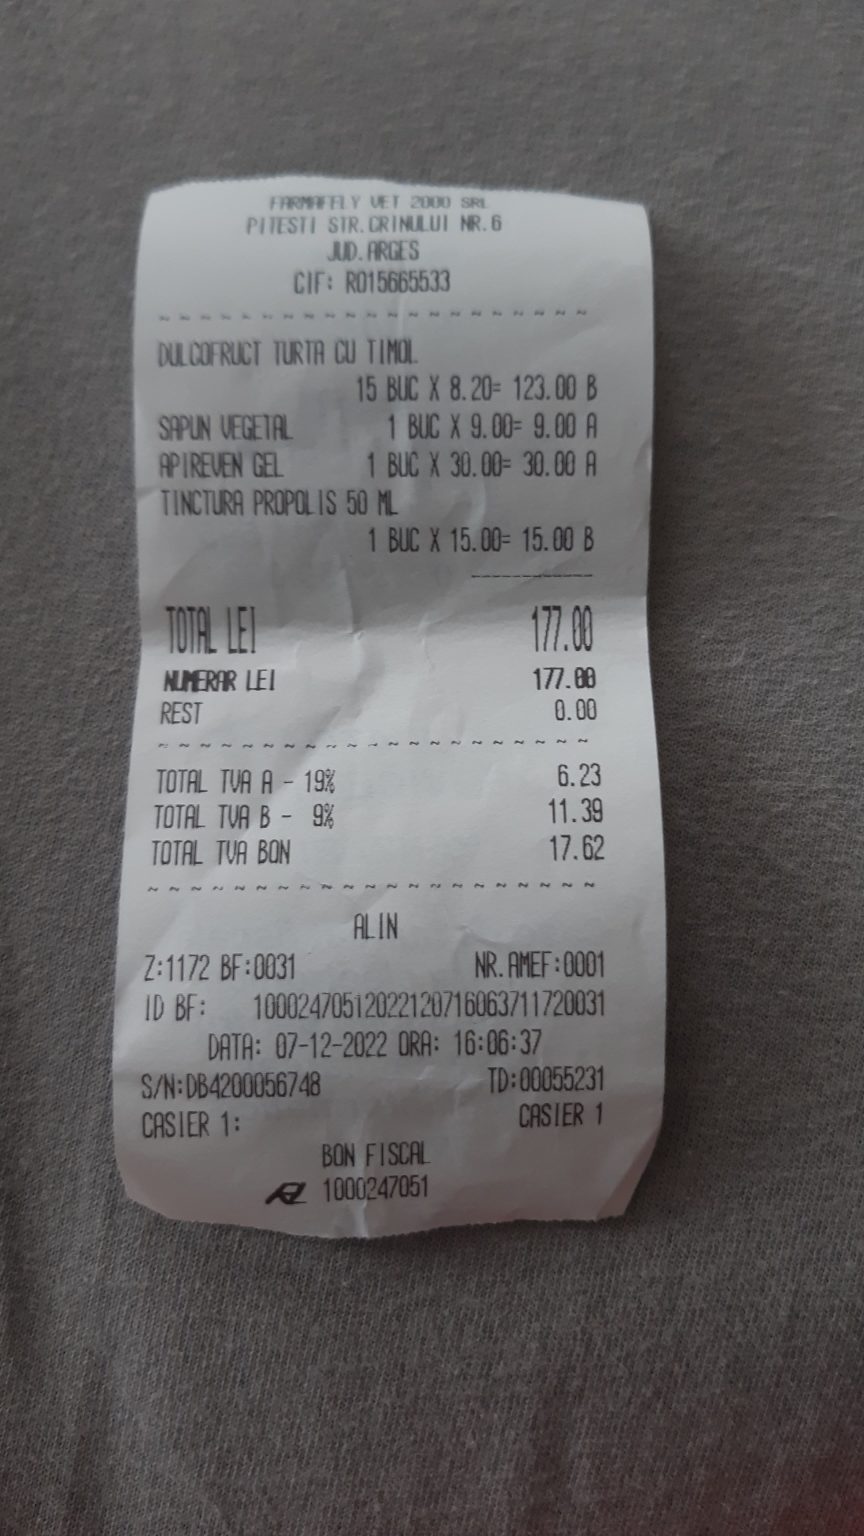 FARMAFELY VET 2000 SRL
PITESTI STR.CRINULUI NR.6
JUD.ARGES
CIF: RO15665533
DULCOFRUCT TURTA CU TIMOL
15 BUC X 8.20= 123.00 B
SAPUN VEGETAL 1 BUC X 9.00= 9.00 A
APIREVEN GEL 1 BUC X 30.00= 30.00 A
TINCTURA PROPOLIS 50 ML
1 BUC X 15.00= 15.00 B
TOTAL LEI 177.00
NUMERAR LEI 177.00
REST 0.00
TOTAL TVA A - 19% 6.23
TOTAL TVA B - 9% 11.39
TOTAL TVA BON 17.62
ALIN
Z:1172 BF:0031 NR.AMEF:0001
ID BF: 10002470512022120716063711720031
DATA: 07-12-2022 ORA: 16:06:37
S/N:DB4200056748 TD:00055231
CASIER 1: CASIER 1
BON FISCAL
1000247051